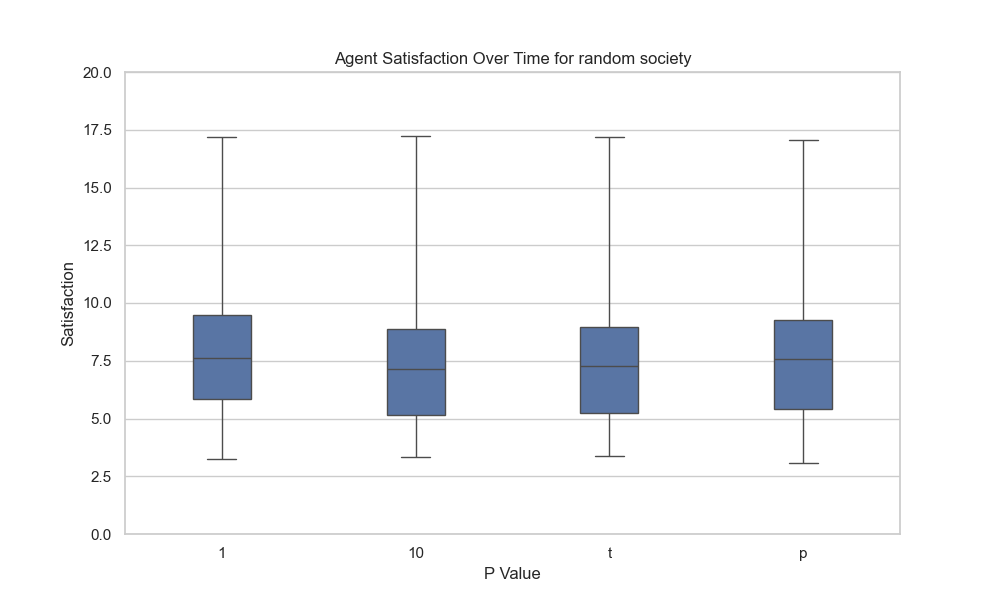 Agent Satisfaction Over Time for random society
20.0
17.5
15.0
12.5
10.0
7.5
5.0
2.5
0.0
Satisfaction
1 10 t p
P Value